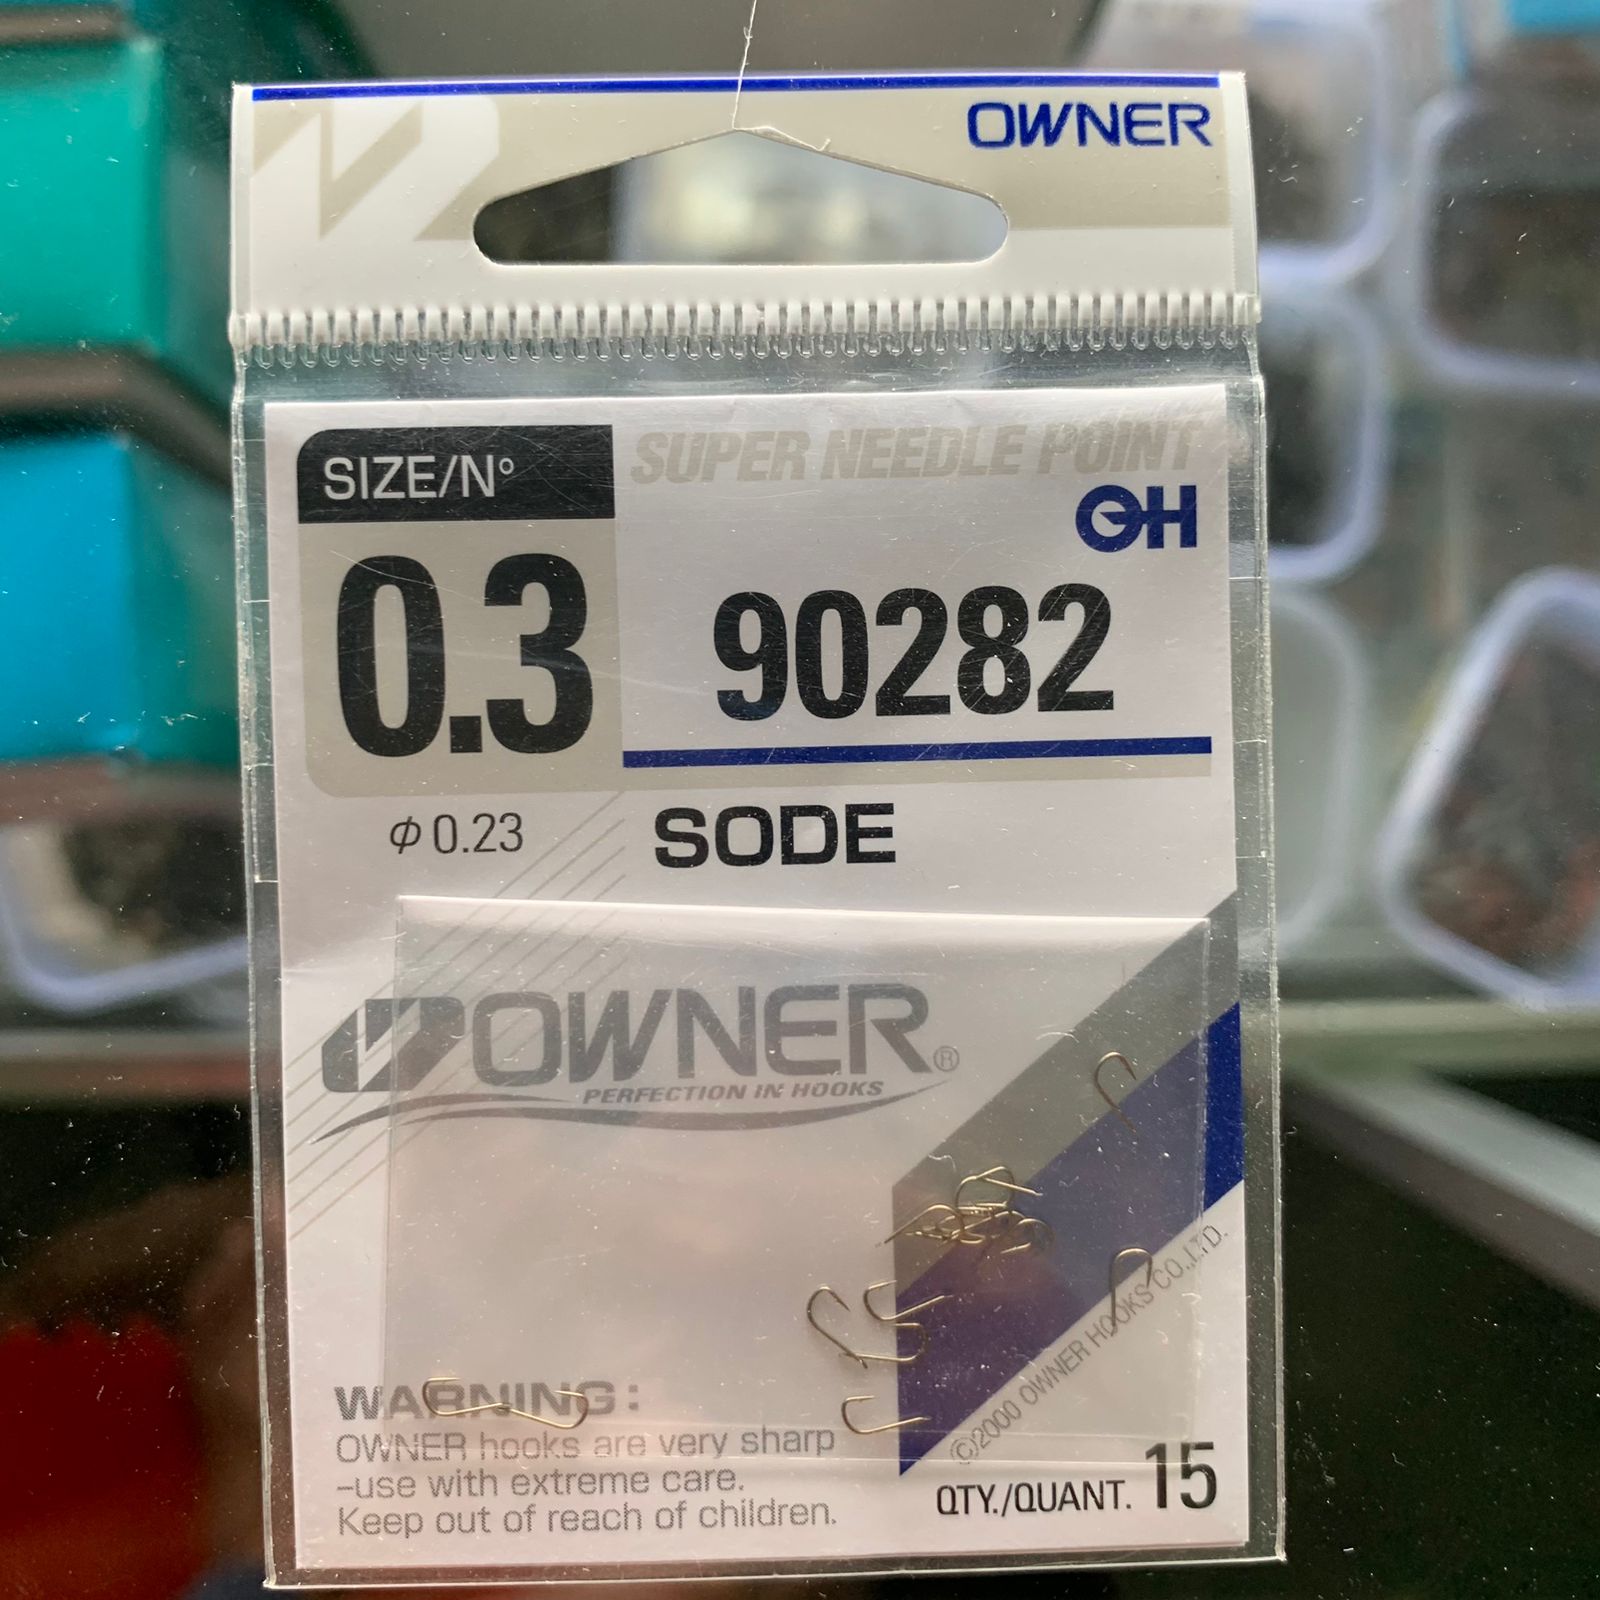 OWNER
SIZE/Nº
SUPER NEEDLE POINT
OH
0.3
90282
φ0.23
SODE
OWNER®
PERFECTION IN HOOKS
WARNING:
OWNER hooks are very sharp
-use with extreme care.
Keep out of reach of children.
©2000 OWNER HOOKS CO.,LTD.
QTY./QUANT. 15